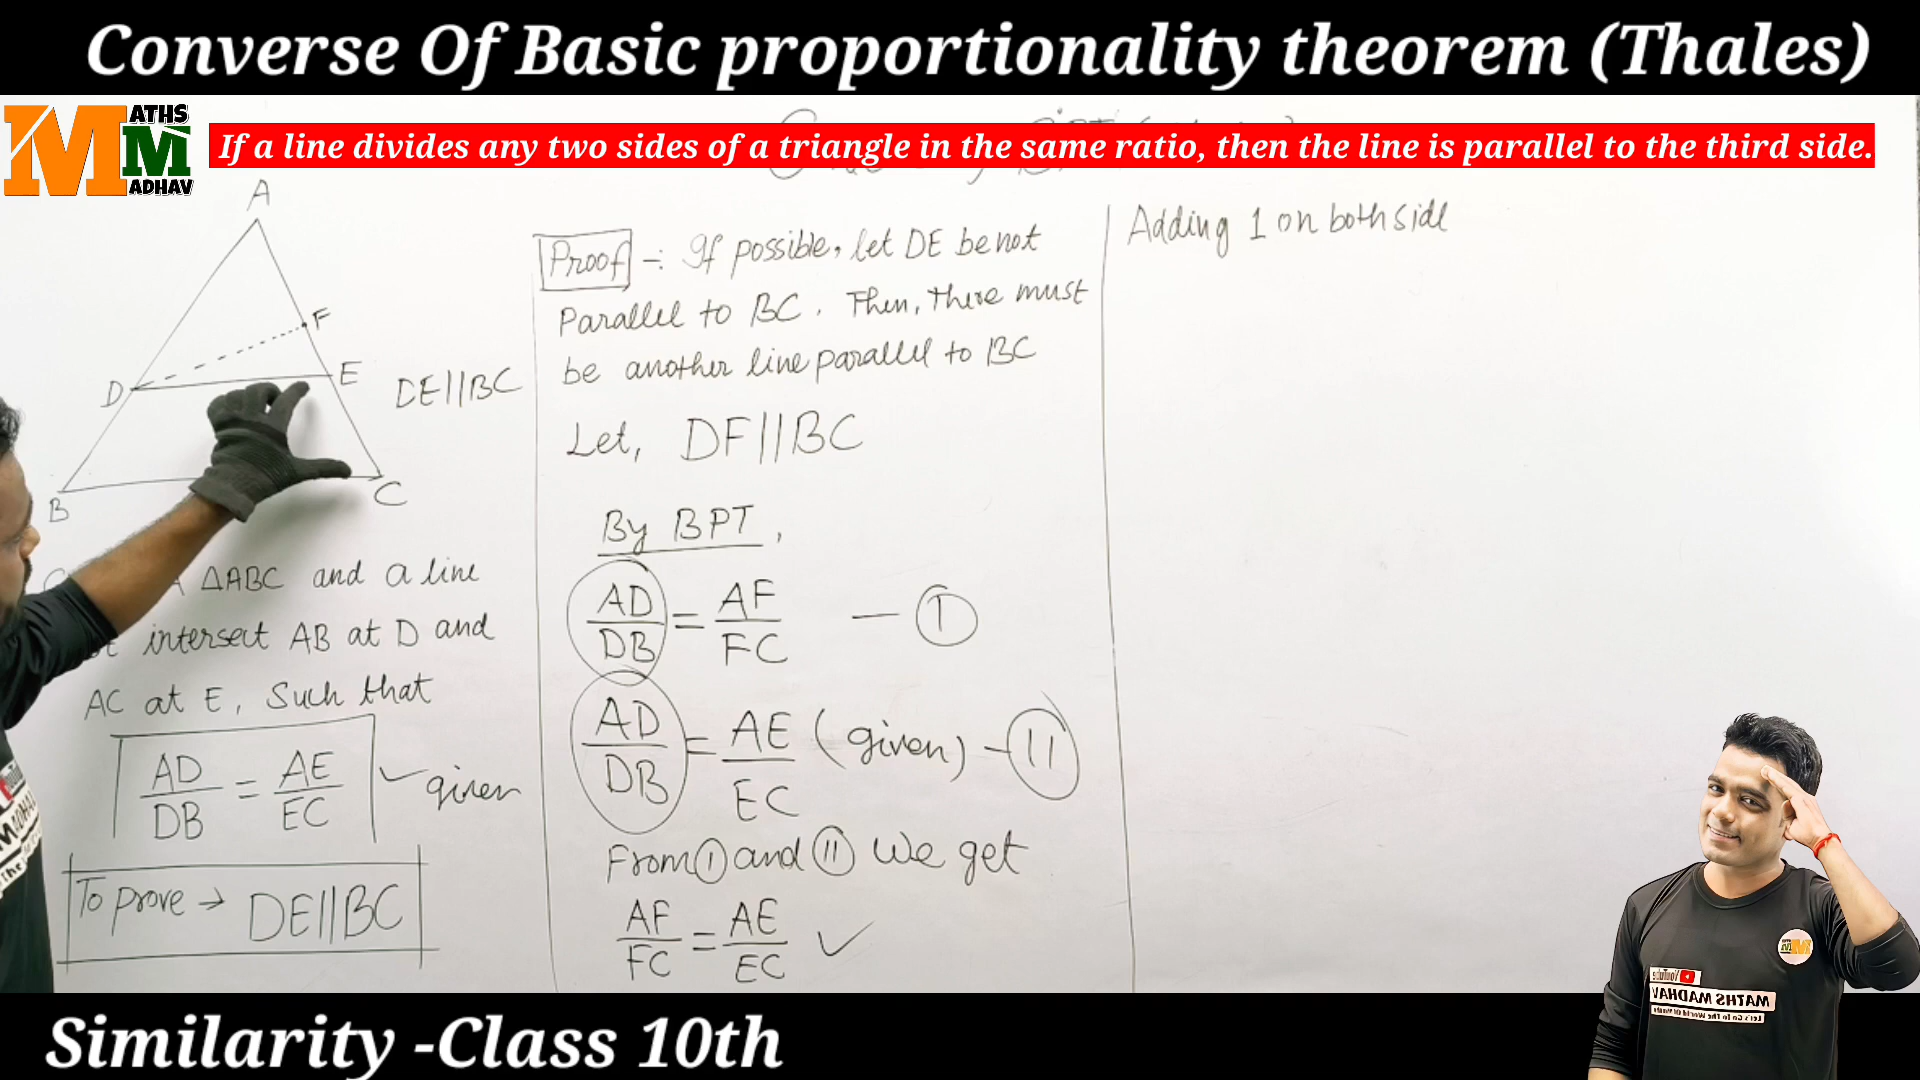 Converse Of Basic proportionality theorem (Thales)
MATHS
MADHAV
If a line divides any two sides of a triangle in the same ratio, then the line is parallel to the third side.
A
F
D
E
DE||BC
B
C
ΔABC and a line
intersect AB at D and
AC at E, Such that
AD/DB = AE/EC ✓ given
To prove → DE||BC
Proof -: If possible, let DE be not
Parallel to BC. Then, there must
be another line parallel to BC
Let, DF||BC
By BPT,
AD/DB = AF/FC — I
AD/DB = AE/EC (given) - II
From I and II We get
AF/FC = AE/EC ✓
Adding 1 on both side
YouTube
MATHS MADHAV
Similarity -Class 10th